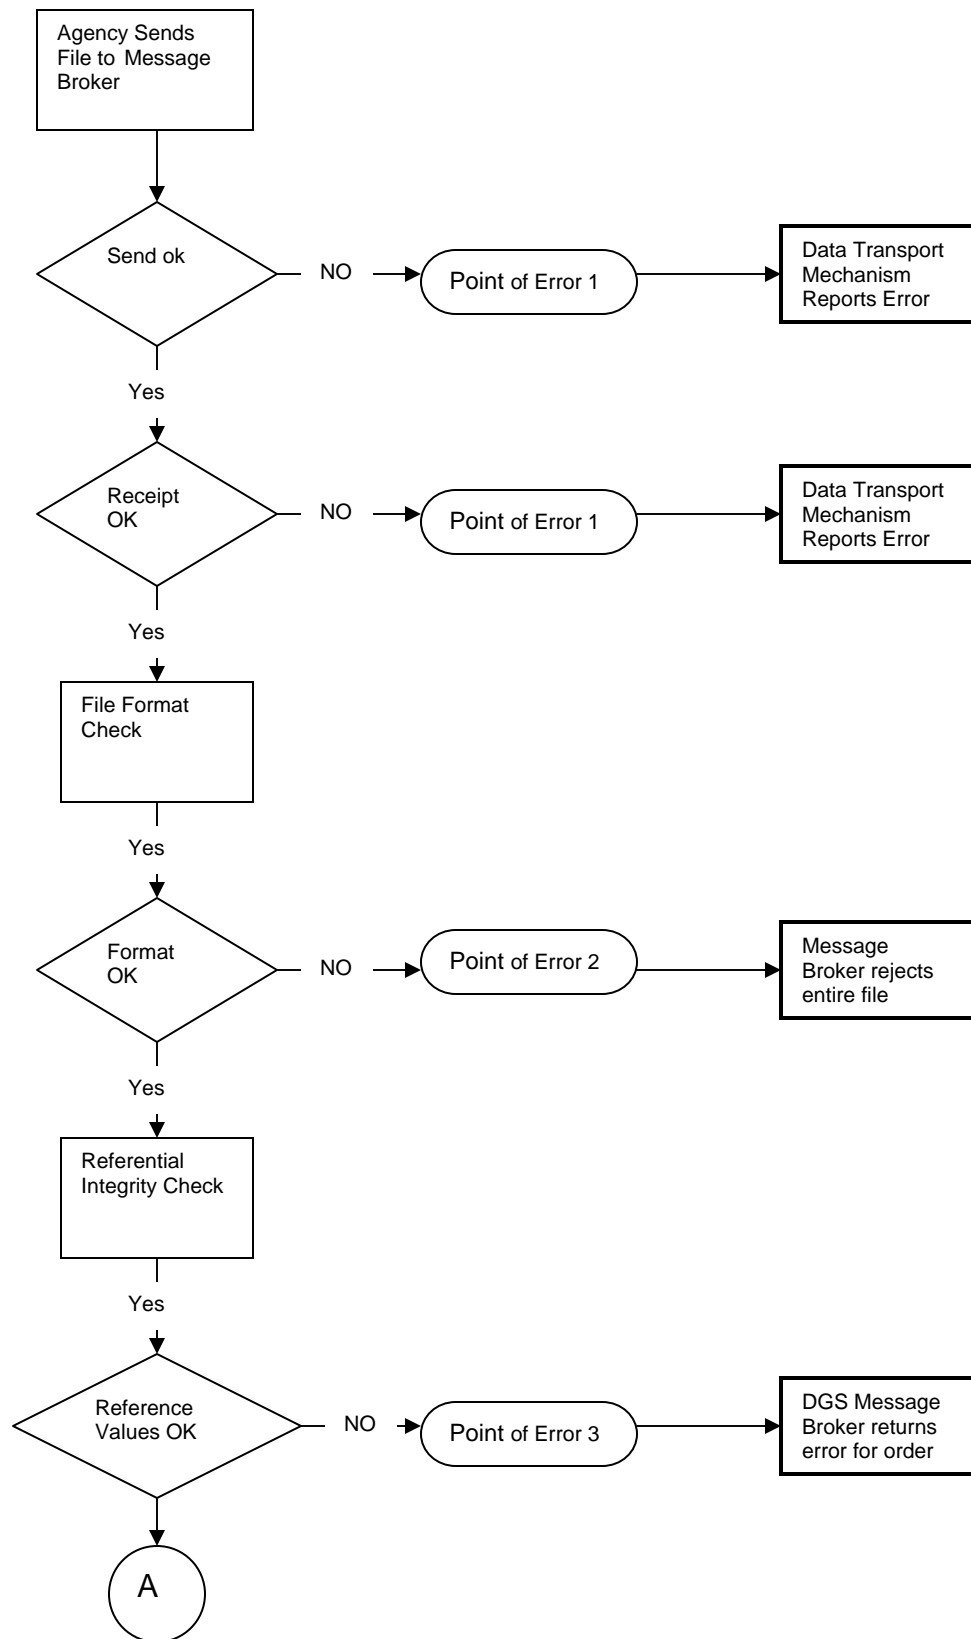 Agency Sends
File to Message
Broker
Send ok
NO
Point of Error 1
Data Transport
Mechanism
Reports Error
Yes
Receipt
OK
NO
Point of Error 1
Data Transport
Mechanism
Reports Error
Yes
File Format
Check
Yes
Format
OK
NO
Point of Error 2
Message
Broker rejects
entire file
Yes
Referential
Integrity Check
Yes
Reference
Values OK
NO
Point of Error 3
DGS Message
Broker returns
error for order
A